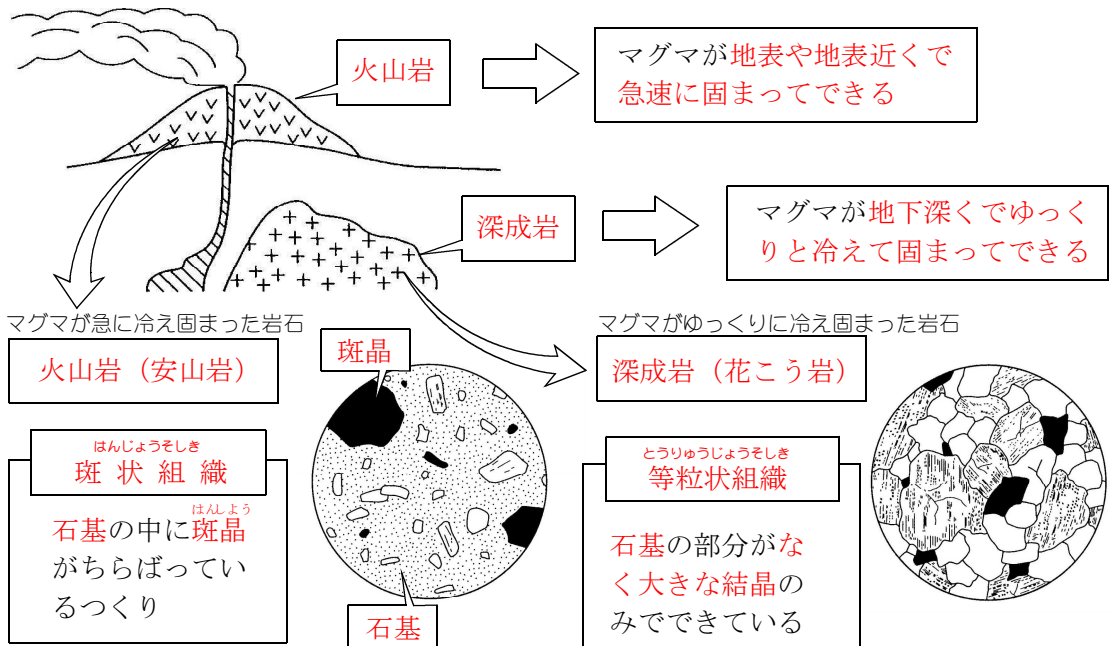 火山岩
マグマが地表や地表近くで
急速に固まってできる
深成岩
マグマが地下深くでゆっく
りと冷えて固まってできる
マグマが急に冷え固まった岩石
火山岩（安山岩）
はんじょうそしき
斑状組織
はんしょう
石基の中に斑晶
がちらばってい
るつくり
斑晶
石基
マグマがゆっくりに冷え固まった岩石
深成岩（花こう岩）
とうりゅうじょうそしき
等粒状組織
石基の部分がな
く大きな結晶の
みでできている